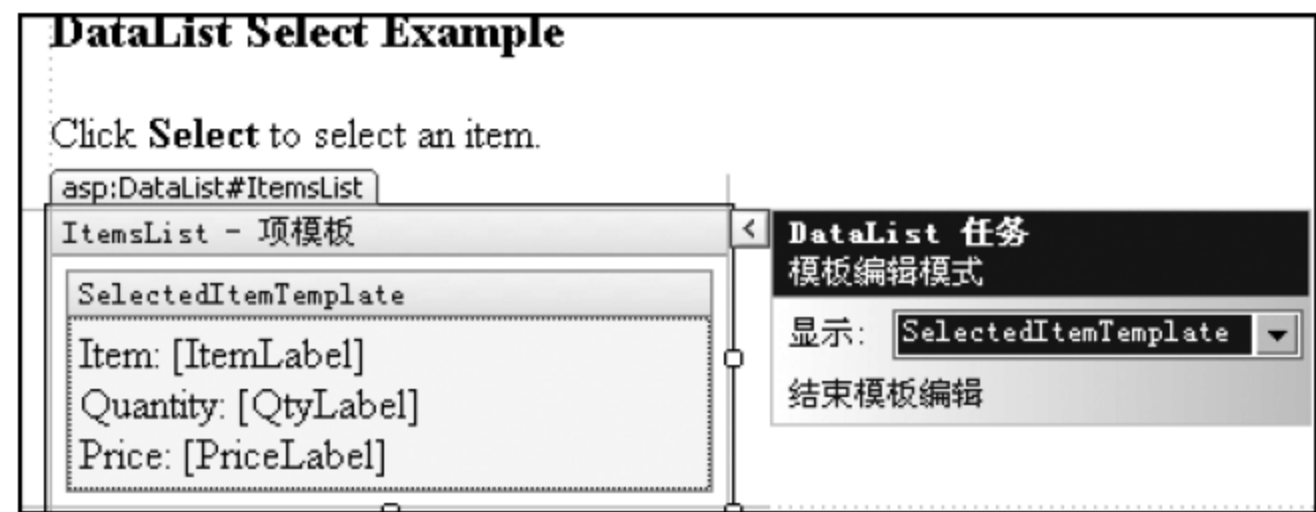 DataList Select Example
Click Select to select an item.
asp:DataList#ItemsList
ItemsList - 项模板
SelectedItemTemplate
Item: [ItemLabel]
Quantity: [QtyLabel]
Price: [PriceLabel]
DataList 任务
模板编辑模式
显示: SelectedItemTemplate
结束模板编辑